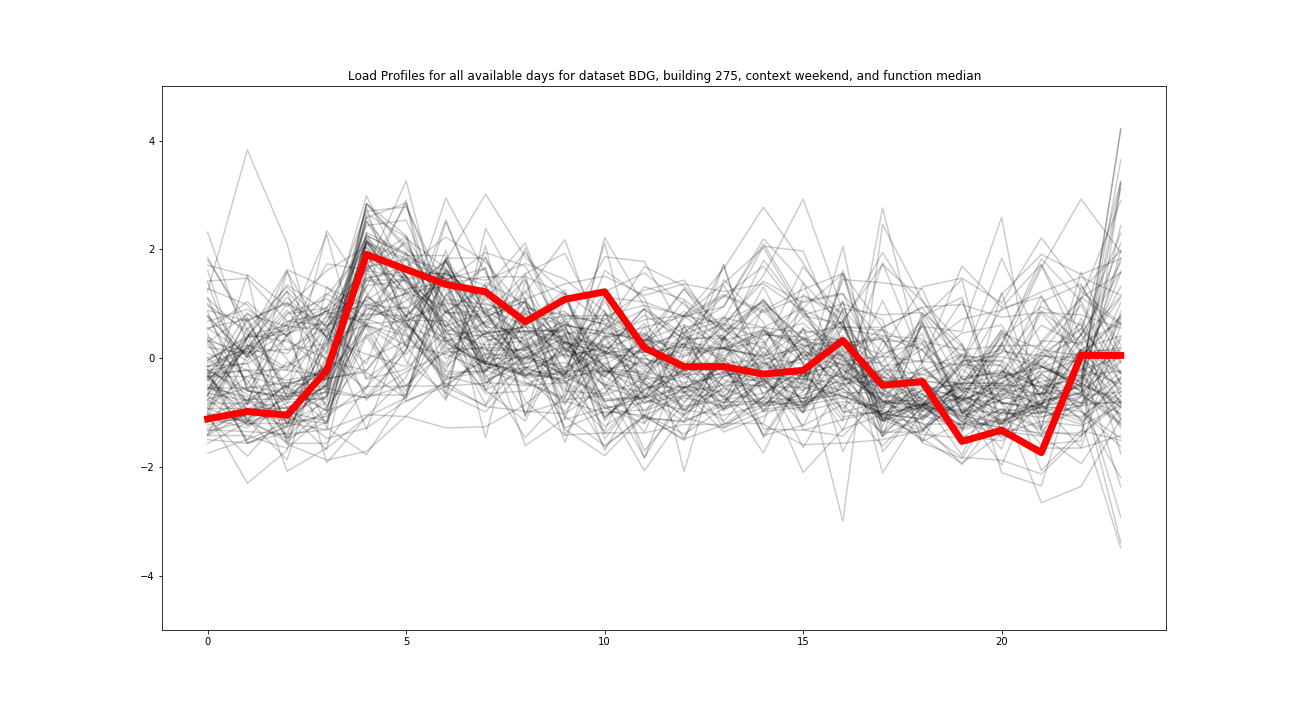 Load Profiles for all available days for dataset BDG, building 275, context weekend, and function median
4
2
0
−2
−4
0 5 10 15 20